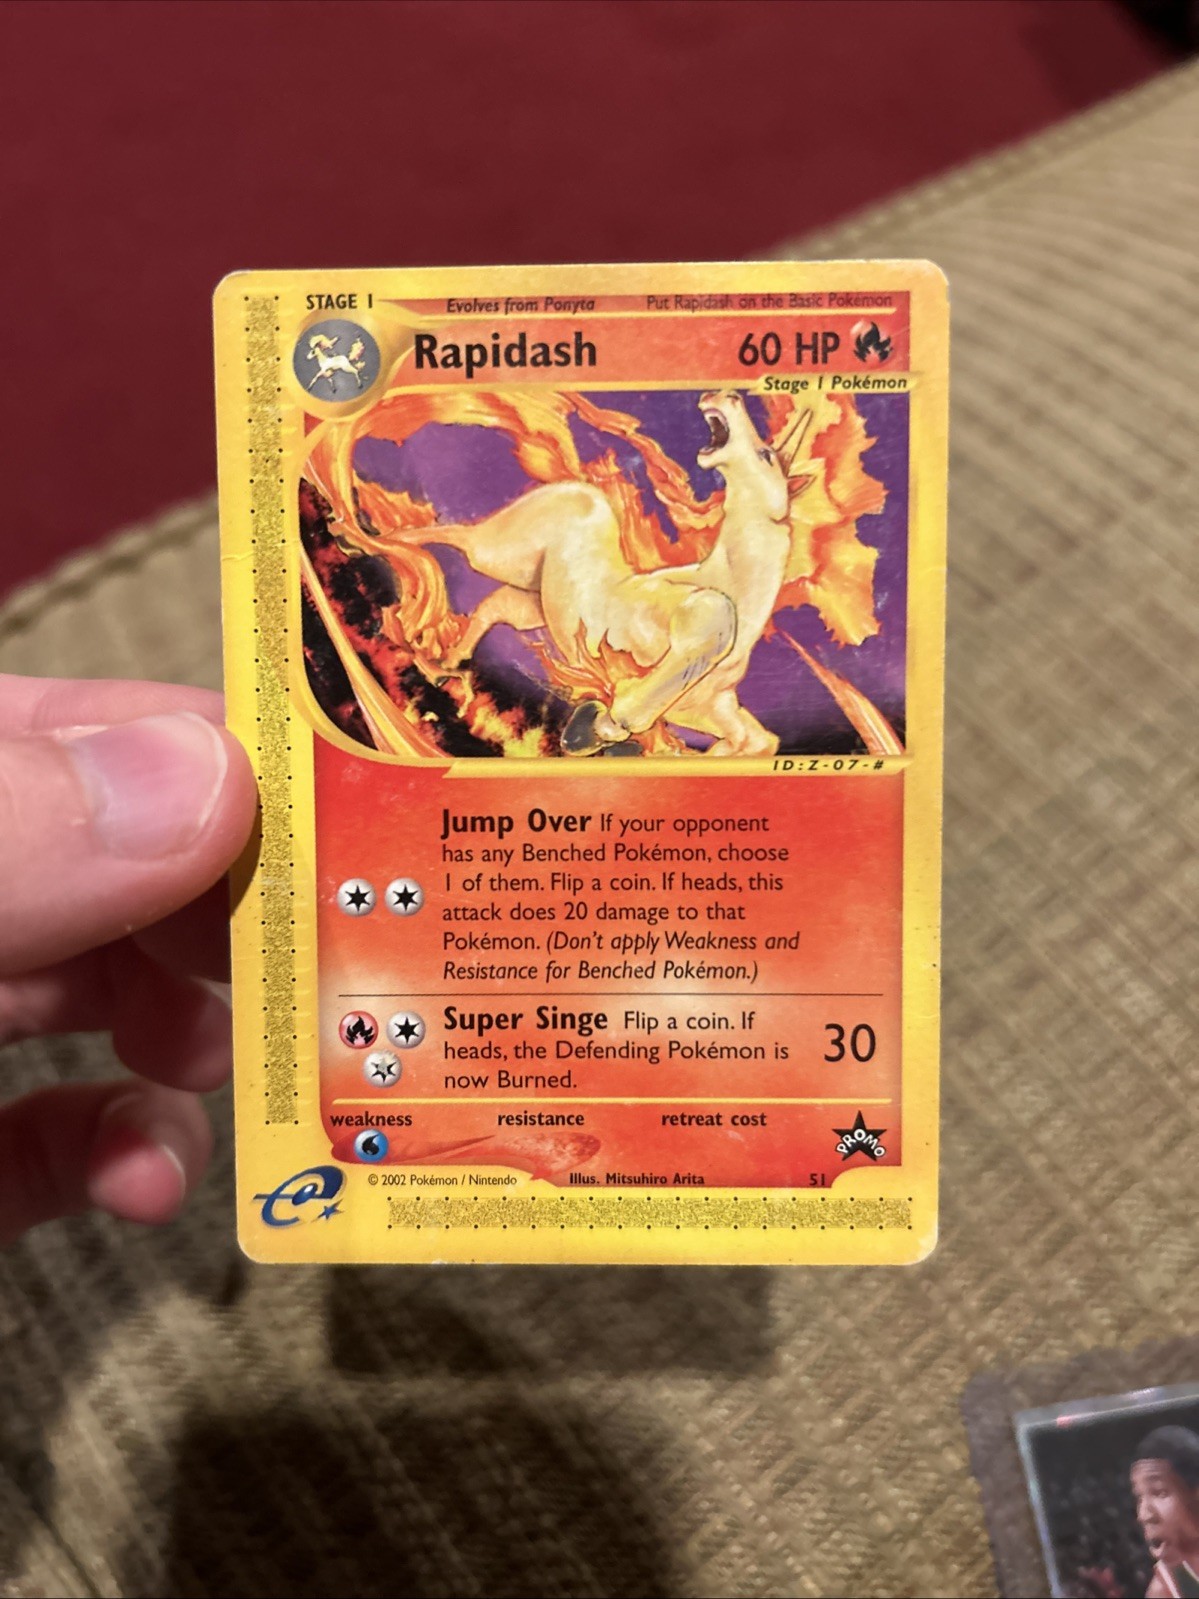 STAGE 1 Evolves from Ponyta Put Rapidash on the Basic Pokémon
Rapidash 60 HP
Stage 1 Pokémon
ID:Z-07-#
Jump Over If your opponent
has any Benched Pokémon, choose
1 of them. Flip a coin. If heads, this
attack does 20 damage to that
Pokémon. (Don't apply Weakness and
Resistance for Benched Pokémon.)
Super Singe Flip a coin. If
heads, the Defending Pokémon is
now Burned.
30
weakness resistance retreat cost
PROMO
© 2002 Pokémon / Nintendo Illus. Mitsuhiro Arita 51
e